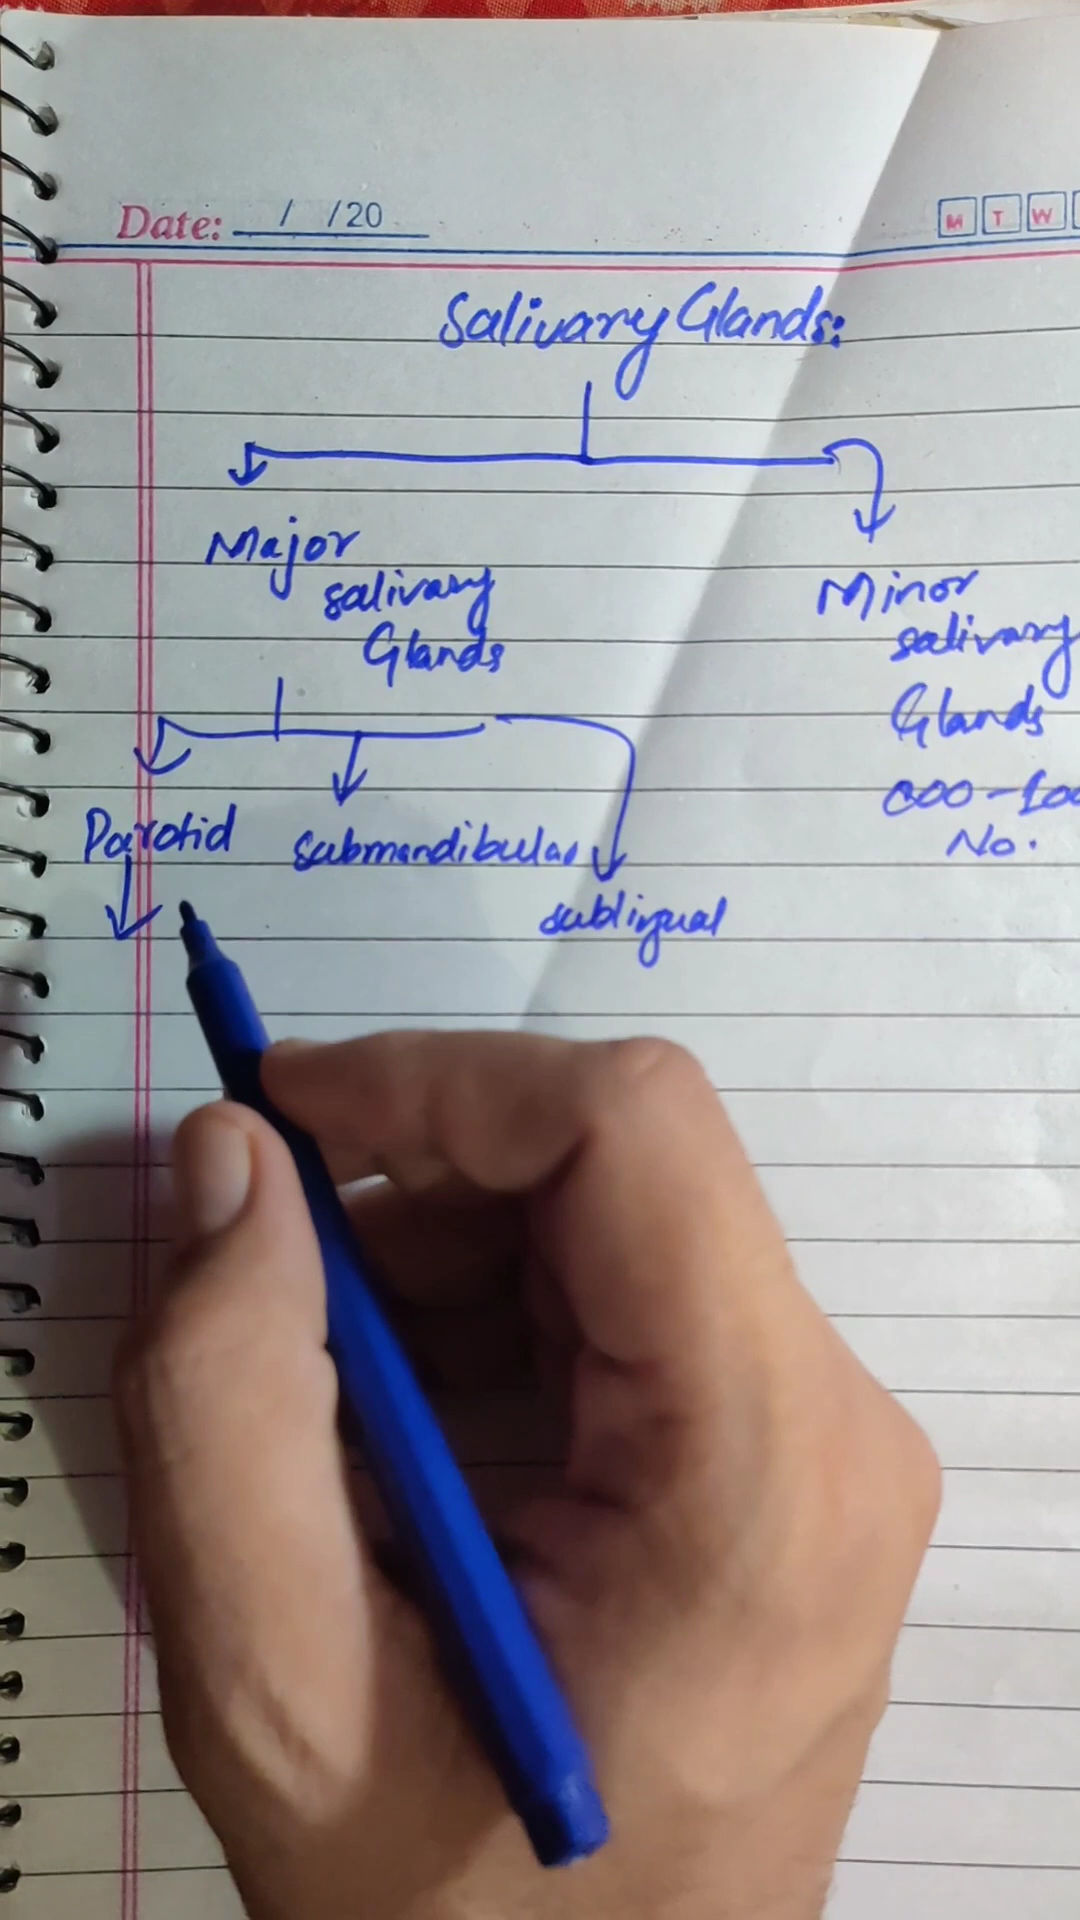 Date: / /20
M T W
Salivary Glands:
Major
salivary
Glands
Minor
salivary
Glands
No.
Parotid
submandibular
sublingual